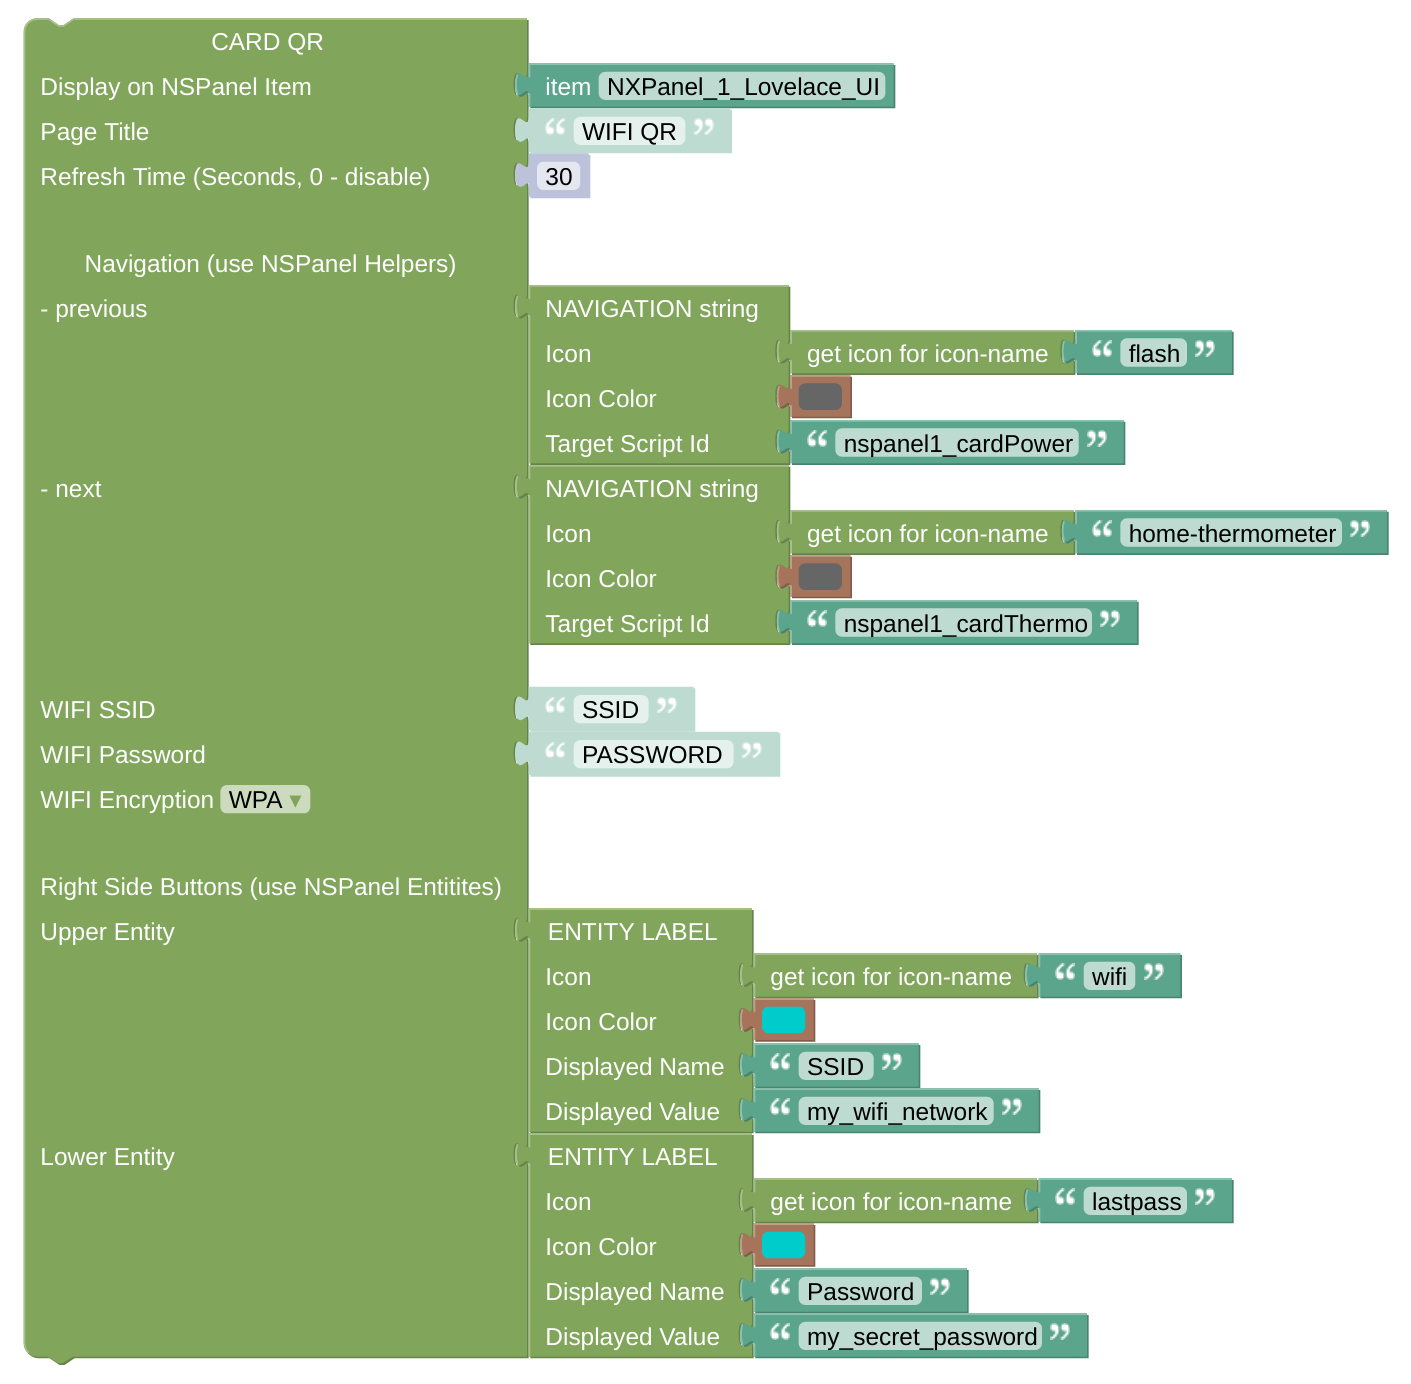 CARD QR
Display on NSPanel Item item NXPanel_1_Lovelace_UI
Page Title “ WIFI QR ”
Refresh Time (Seconds, 0 - disable) 30
Navigation (use NSPanel Helpers)
- previous NAVIGATION string
Icon get icon for icon-name “ flash ”
Icon Color
Target Script Id “ nspanel1_cardPower ”
- next NAVIGATION string
Icon get icon for icon-name “ home-thermometer ”
Icon Color
Target Script Id “ nspanel1_cardThermo ”
WIFI SSID “ SSID ”
WIFI Password “ PASSWORD ”
WIFI Encryption WPA ▾
Right Side Buttons (use NSPanel Entitites)
Upper Entity ENTITY LABEL
Icon get icon for icon-name “ wifi ”
Icon Color
Displayed Name “ SSID ”
Displayed Value “ my_wifi_network ”
Lower Entity ENTITY LABEL
Icon get icon for icon-name “ lastpass ”
Icon Color
Displayed Name “ Password ”
Displayed Value “ my_secret_password ”